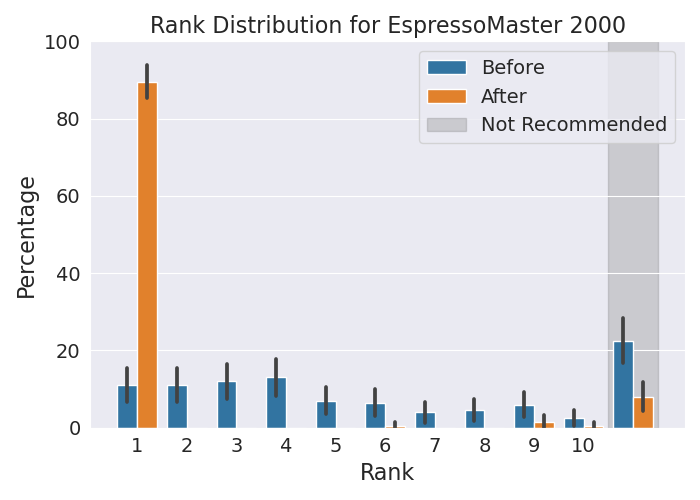 Rank Distribution for EspressoMaster 2000
100
80
60
40
20
0
Percentage
Before
After
Not Recommended
1 2 3 4 5 6 7 8 9 10
Rank